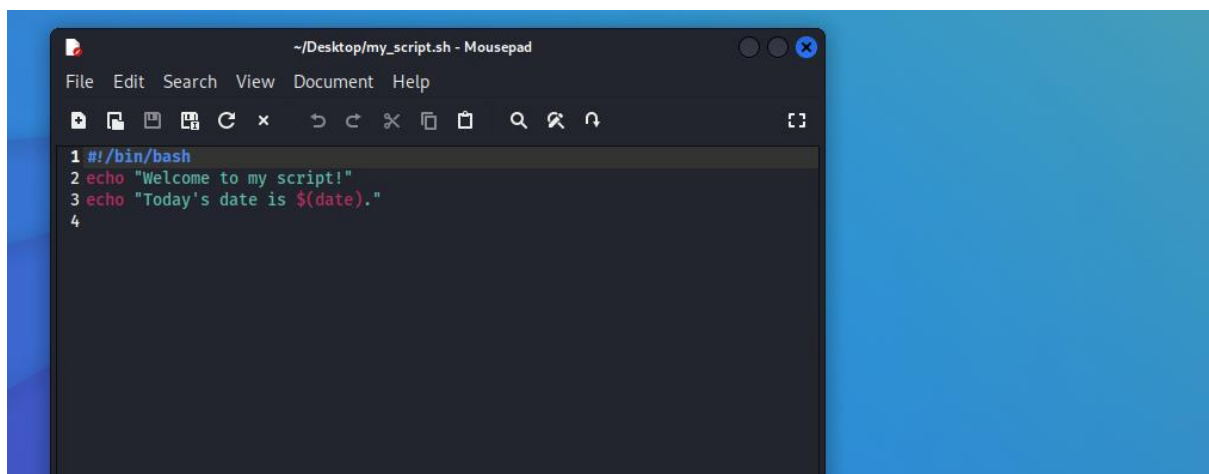 ~/Desktop/my_script.sh - Mousepad
File Edit Search View Document Help
1 #!/bin/bash
2 echo "Welcome to my script!"
3 echo "Today's date is $(date)."
4